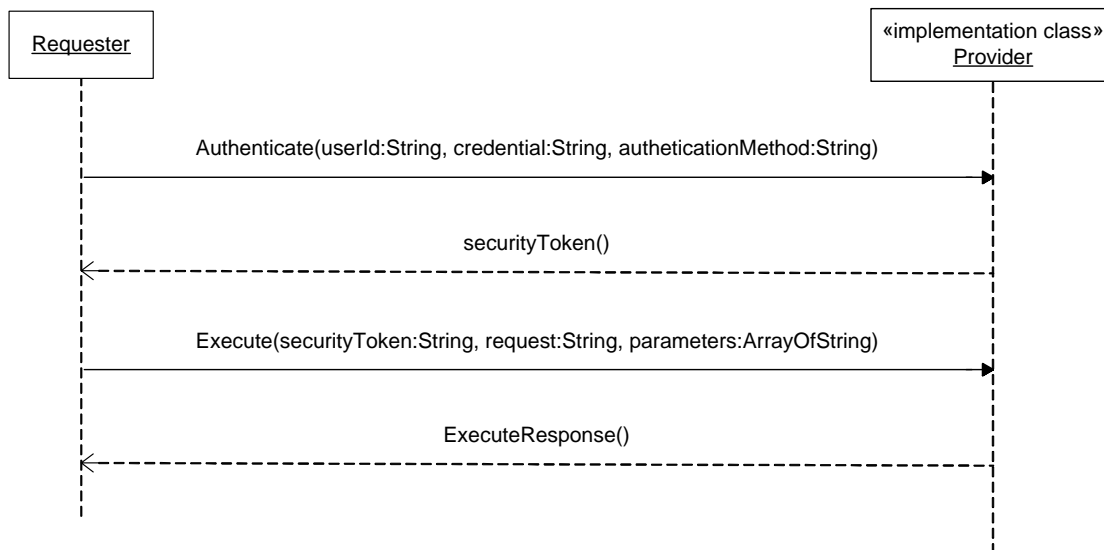 Requester
«implementation class»
Provider
Authenticate(userId:String, credential:String, autheticationMethod:String)
securityToken()
Execute(securityToken:String, request:String, parameters:ArrayOfString)
ExecuteResponse()